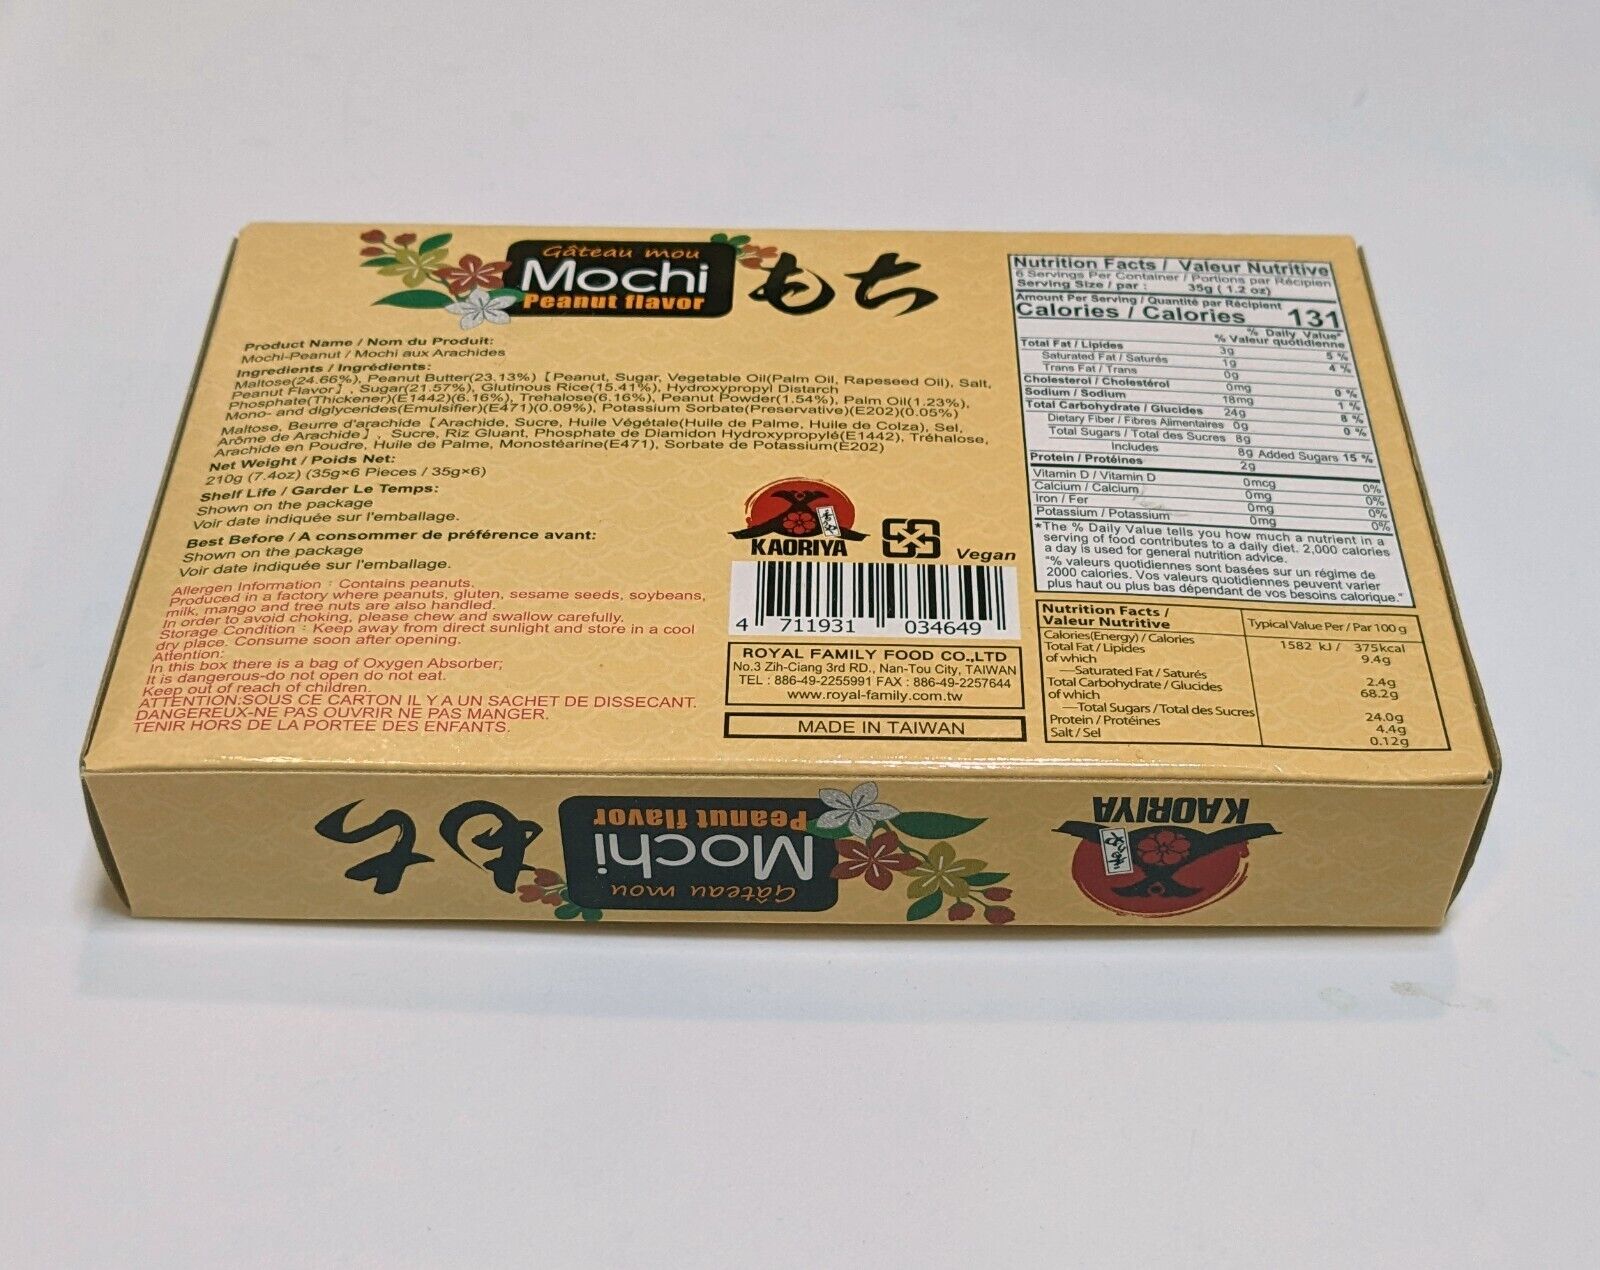 Gâteau mou
Mochi
Peanut flavor
もち
Product Name / Nom du Produit:
Mochi-Peanut / Mochi aux Arachides
Ingredients / Ingrédients:
Maltose(24.66%), Peanut Butter(23.13%) [Peanut, Sugar, Vegetable Oil(Palm Oil, Rapeseed Oil), Salt,
Peanut Flavor], Sugar(21.57%), Glutinous Rice(15.41%), Hydroxypropyl Distarch
Phosphate(Thickener)(E1442)(6.16%), Trehalose(6.16%), Peanut Powder(1.54%), Palm Oil(1.23%),
Mono- and diglycerides(Emulsifier)(E471)(0.09%), Potassium Sorbate(Preservative)(E202)(0.05%)
Maltose, Beurre d'arachide [Arachide, Sucre, Huile Végétale(Huile de Palme, Huile de Colza), Sel,
Arôme de Arachide], Sucre, Riz Gluant, Phosphate de Diamidon Hydroxypropylé(E1442), Tréhalose,
Arachide en Poudre, Huile de Palme, Monostéarine(E471), Sorbate de Potassium(E202)
Net Weight / Poids Net:
210g (7.4oz) (35g×6 Pieces / 35g×6)
Shelf Life / Garder Le Temps:
Shown on the package
Voir date indiquée sur l'emballage.
Best Before / A consommer de préférence avant:
Shown on the package
Voir date indiquée sur l'emballage.
Allergen Information : Contains peanuts.
Produced in a factory where peanuts, gluten, sesame seeds, soybeans,
milk, mango and tree nuts are also handled.
In order to avoid choking, please chew and swallow carefully.
Storage Condition : Keep away from direct sunlight and store in a cool
dry place. Consume soon after opening.
Attention:
In this box there is a bag of Oxygen Absorber;
It is dangerous-do not open do not eat.
Keep out of reach of children.
ATTENTION:SOUS CE CARTON IL Y A UN SACHET DE DISSECANT.
DANGEREUX-NE PAS OUVRIR NE PAS MANGER.
TENIR HORS DE LA PORTEE DES ENFANTS.
KAORIYA
Vegan
4 711931 034649
ROYAL FAMILY FOOD CO.,LTD
No.3 Zih-Ciang 3rd RD., Nan-Tou City, TAIWAN
TEL : 886-49-2255991 FAX : 886-49-2257644
www.royal-family.com.tw
MADE IN TAIWAN
Nutrition Facts / Valeur Nutritive
6 Servings Per Container / Portions par Récipien
Serving Size / par : 35g ( 1.2 oz)
Amount Per Serving / Quantité par Récipient
Calories / Calories 131
% Daily Value*
% Valeur quotidienne
Total Fat / Lipides 3g 5 %
Saturated Fat / Saturés 1g 4 %
Trans Fat / Trans 0g
Cholesterol / Cholestérol 0mg 0 %
Sodium / Sodium 18mg 1 %
Total Carbohydrate / Glucides 24g 8 %
Dietary Fiber / Fibres Alimentaires 0g 0 %
Total Sugars / Total des Sucres 8g
Includes 8g Added Sugars 15 %
Protein / Protéines 2g
Vitamin D / Vitamin D 0mcg 0%
Calcium / Calcium 0mg 0%
Iron / Fer 0mg 0%
Potassium / Potassium 0mg 0%
*The % Daily Value tells you how much a nutrient in a
serving of food contributes to a daily diet. 2,000 calories
a day is used for general nutrition advice.
"% valeurs quotidiennes sont basées sur un régime de
2000 calories. Vos valeurs quotidiennes peuvent varier
plus haut ou plus bas dépendant de vos besoins calorique."
Nutrition Facts /
Valeur Nutritive
Typical Value Per / Par 100 g
Calories(Energy) / Calories 1582 kJ / 375kcal
Total Fat / Lipides 9.4g
of which
—Saturated Fat / Saturés 2.4g
Total Carbohydrate / Glucides 68.2g
of which
—Total Sugars / Total des Sucres 24.0g
Protein / Protéines 4.4g
Salt / Sel 0.12g
KAORIYA
Gâteau mou
Mochi
Peanut flavor
もち